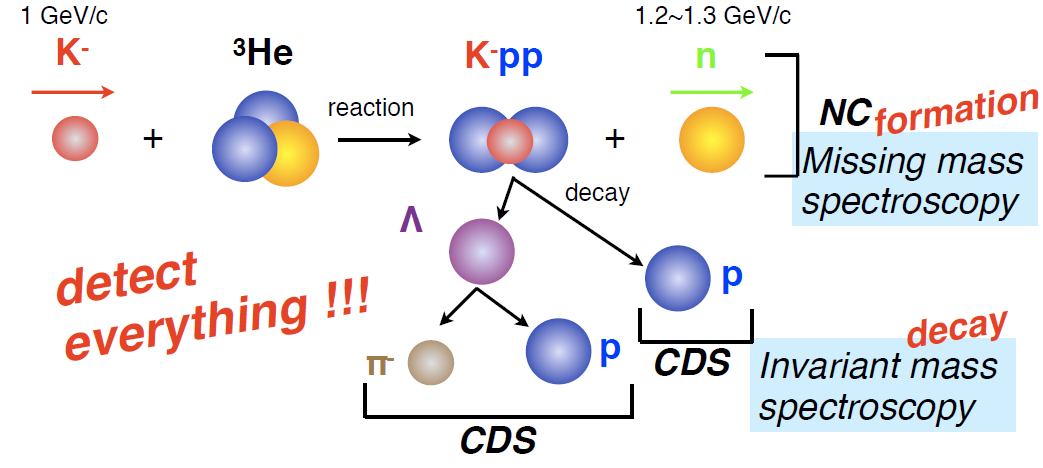 1 GeV/c
1.2~1.3 GeV/c
K-
³He
K-pp
n
+
reaction
+
NC
formation
Missing mass
spectroscopy
decay
Λ
p
detect
everything !!!
π-
p
CDS
decay
Invariant mass
spectroscopy
CDS